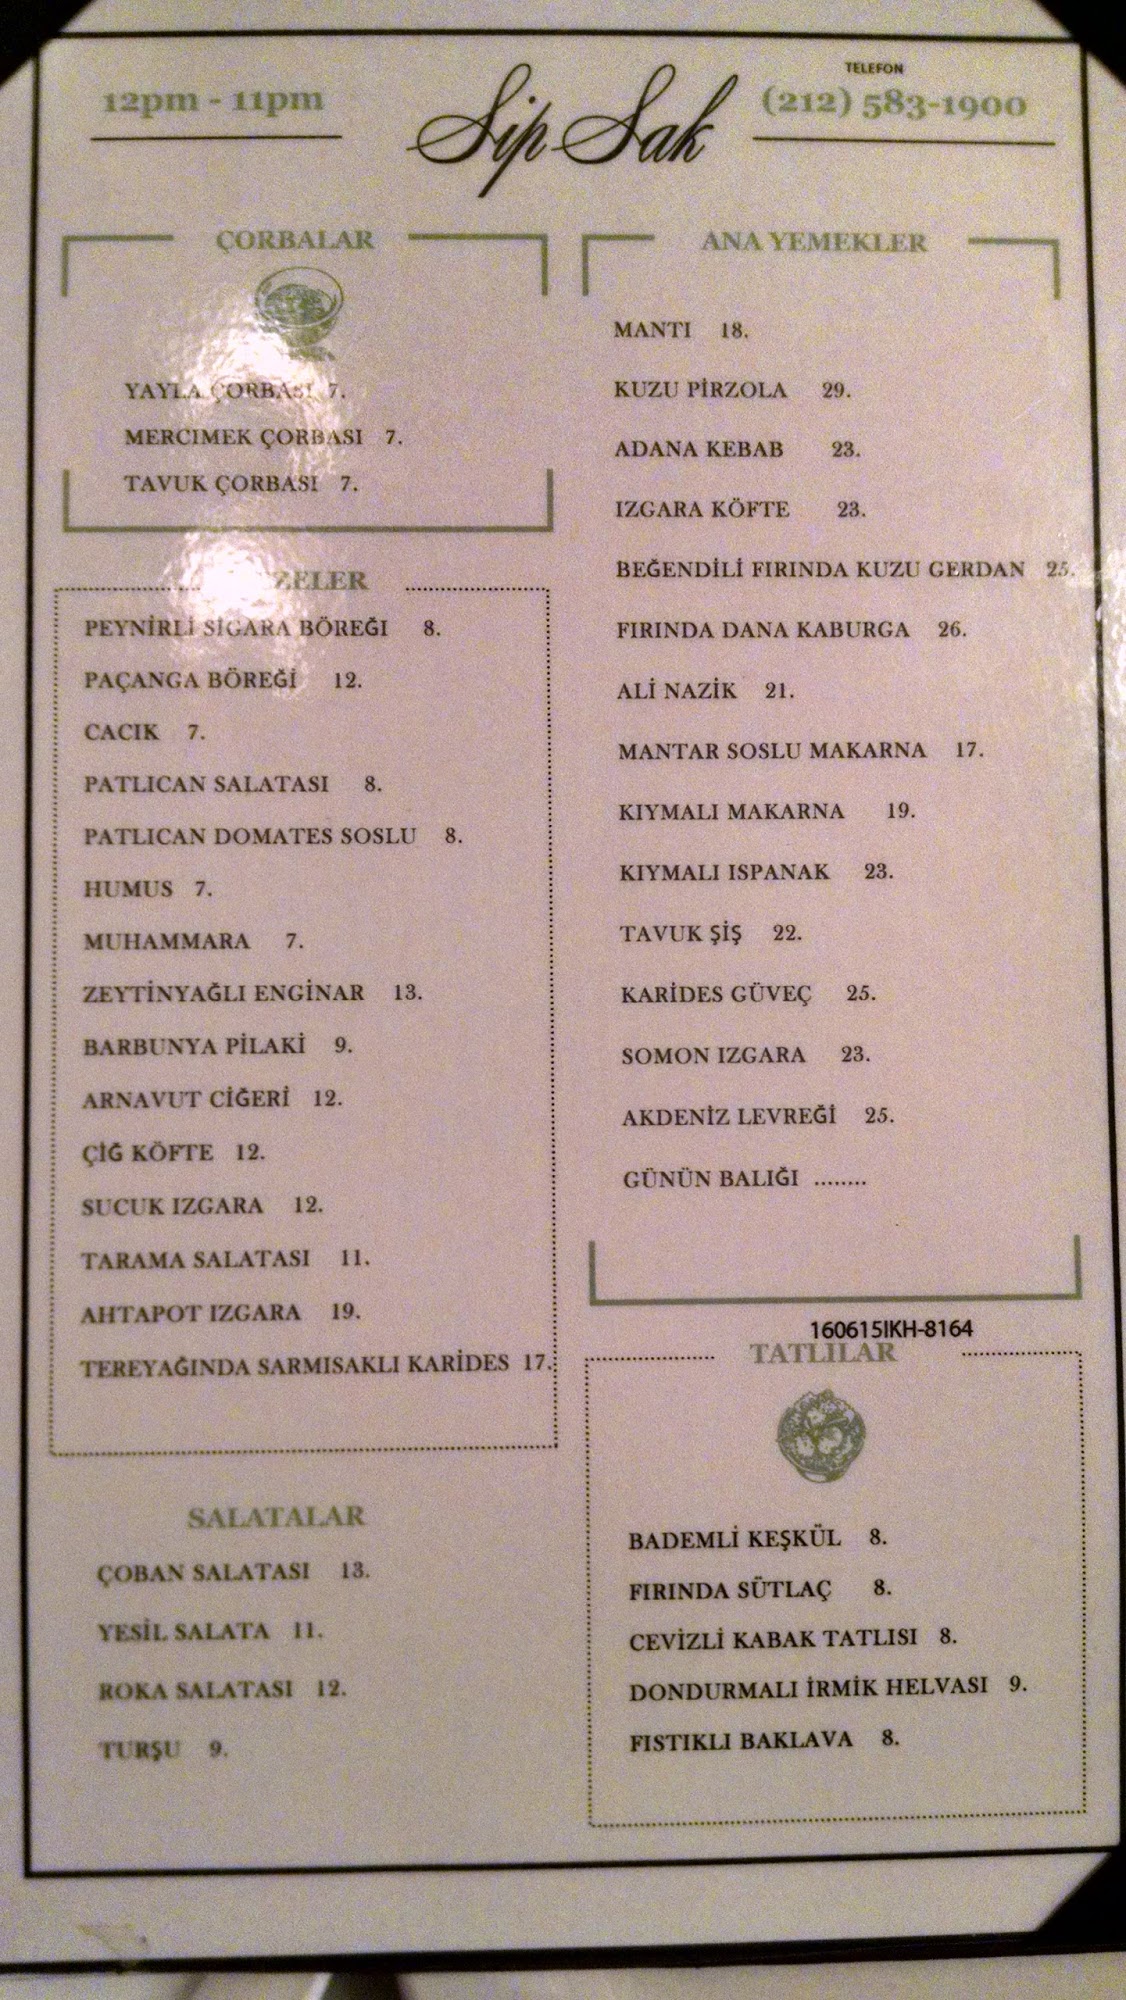 12pm - 11pm
Sip Sak
TELEFON
(212) 583-1900
ÇORBALAR
YAYLA ÇORBASI 7.
MERCIMEK ÇORBASI 7.
TAVUK ÇORBASI 7.
PEYNİRLİ SİGARA BÖREĞI 8.
PAÇANGA BÖREĞİ 12.
CACIK 7.
PATLICAN SALATASI 8.
PATLICAN DOMATES SOSLU 8.
HUMUS 7.
MUHAMMARA 7.
ZEYTİNYAĞLI ENGİNAR 13.
BARBUNYA PİLAKİ 9.
ARNAVUT CİĞERİ 12.
ÇİĞ KÖFTE 12.
SUCUK IZGARA 12.
TARAMA SALATASI 11.
AHTAPOT IZGARA 19.
TEREYAĞINDA SARMISAKLI KARİDES 17.
SALATALAR
ÇOBAN SALATASI 13.
YESİL SALATA 11.
ROKA SALATASI 12.
TURŞU 9.
ANA YEMEKLER
MANTI 18.
KUZU PİRZOLA 29.
ADANA KEBAB 23.
IZGARA KÖFTE 23.
BEĞENDİLİ FIRINDA KUZU GERDAN 25.
FIRINDA DANA KABURGA 26.
ALİ NAZİK 21.
MANTAR SOSLU MAKARNA 17.
KIYMALI MAKARNA 19.
KIYMALI ISPANAK 23.
TAVUK ŞİŞ 22.
KARİDES GÜVEÇ 25.
SOMON IZGARA 23.
AKDENİZ LEVREĞİ 25.
GÜNÜN BALIĞI ........
160615IKH-8164
TATLILAR
BADEMLİ KEŞKÜL 8.
FIRINDA SÜTLAÇ 8.
CEVİZLİ KABAK TATLISI 8.
DONDURMALI İRMİK HELVASI 9.
FISTIKLI BAKLAVA 8.